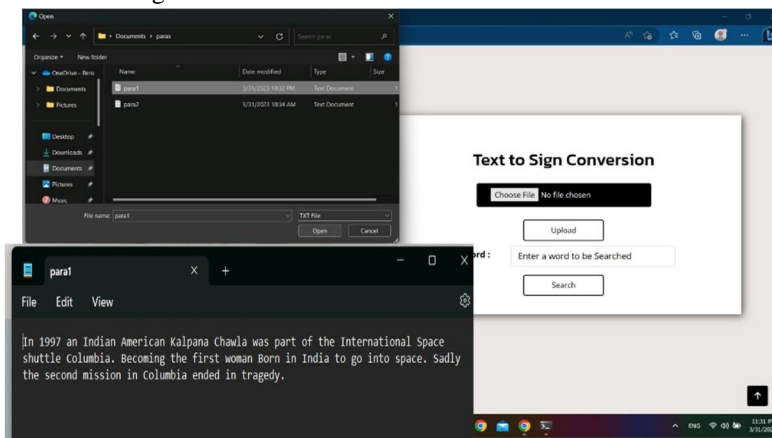 Open
Documents > paras
Search paras
Organize
New folder
OneDrive - Pers
Name
Date modified
Type
Size
Documents
para1
3/31/2023 10:32 PM
Text Document
1
Pictures
para2
3/31/2023 10:34 AM
Text Document
1
Desktop
Downloads
Documents
Pictures
Music
File name: para1
TXT File
Open
Cancel
Text to Sign Conversion
Choose File No file chosen
Upload
ord :
Enter a word to be Searched
Search
para1
File Edit View
In 1997 an Indian American Kalpana Chawla was part of the International Space
shuttle Columbia. Becoming the first woman Born in India to go into space. Sadly
the second mission in Columbia ended in tragedy.
ENG
11:31 P
3/31/202